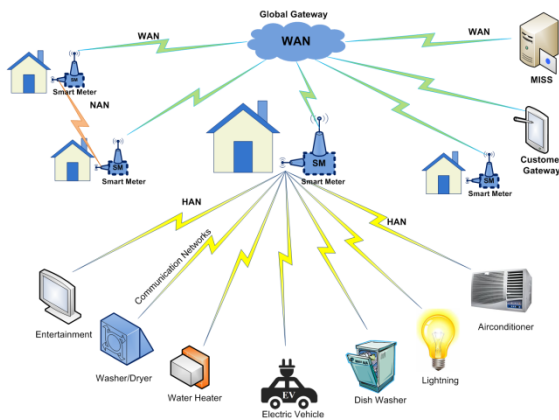 Global Gateway
WAN
WAN
WAN
MISS
SM
Smart Meter
NAN
SM
Smart Meter
SM
Smart Meter
SM
Smart Meter
Custome
Gateway
HAN
HAN
Communication Networks
Entertainment
Washer/Dryer
Water Heater
EV
Electric Vehicle
Dish Washer
Lightning
Airconditioner